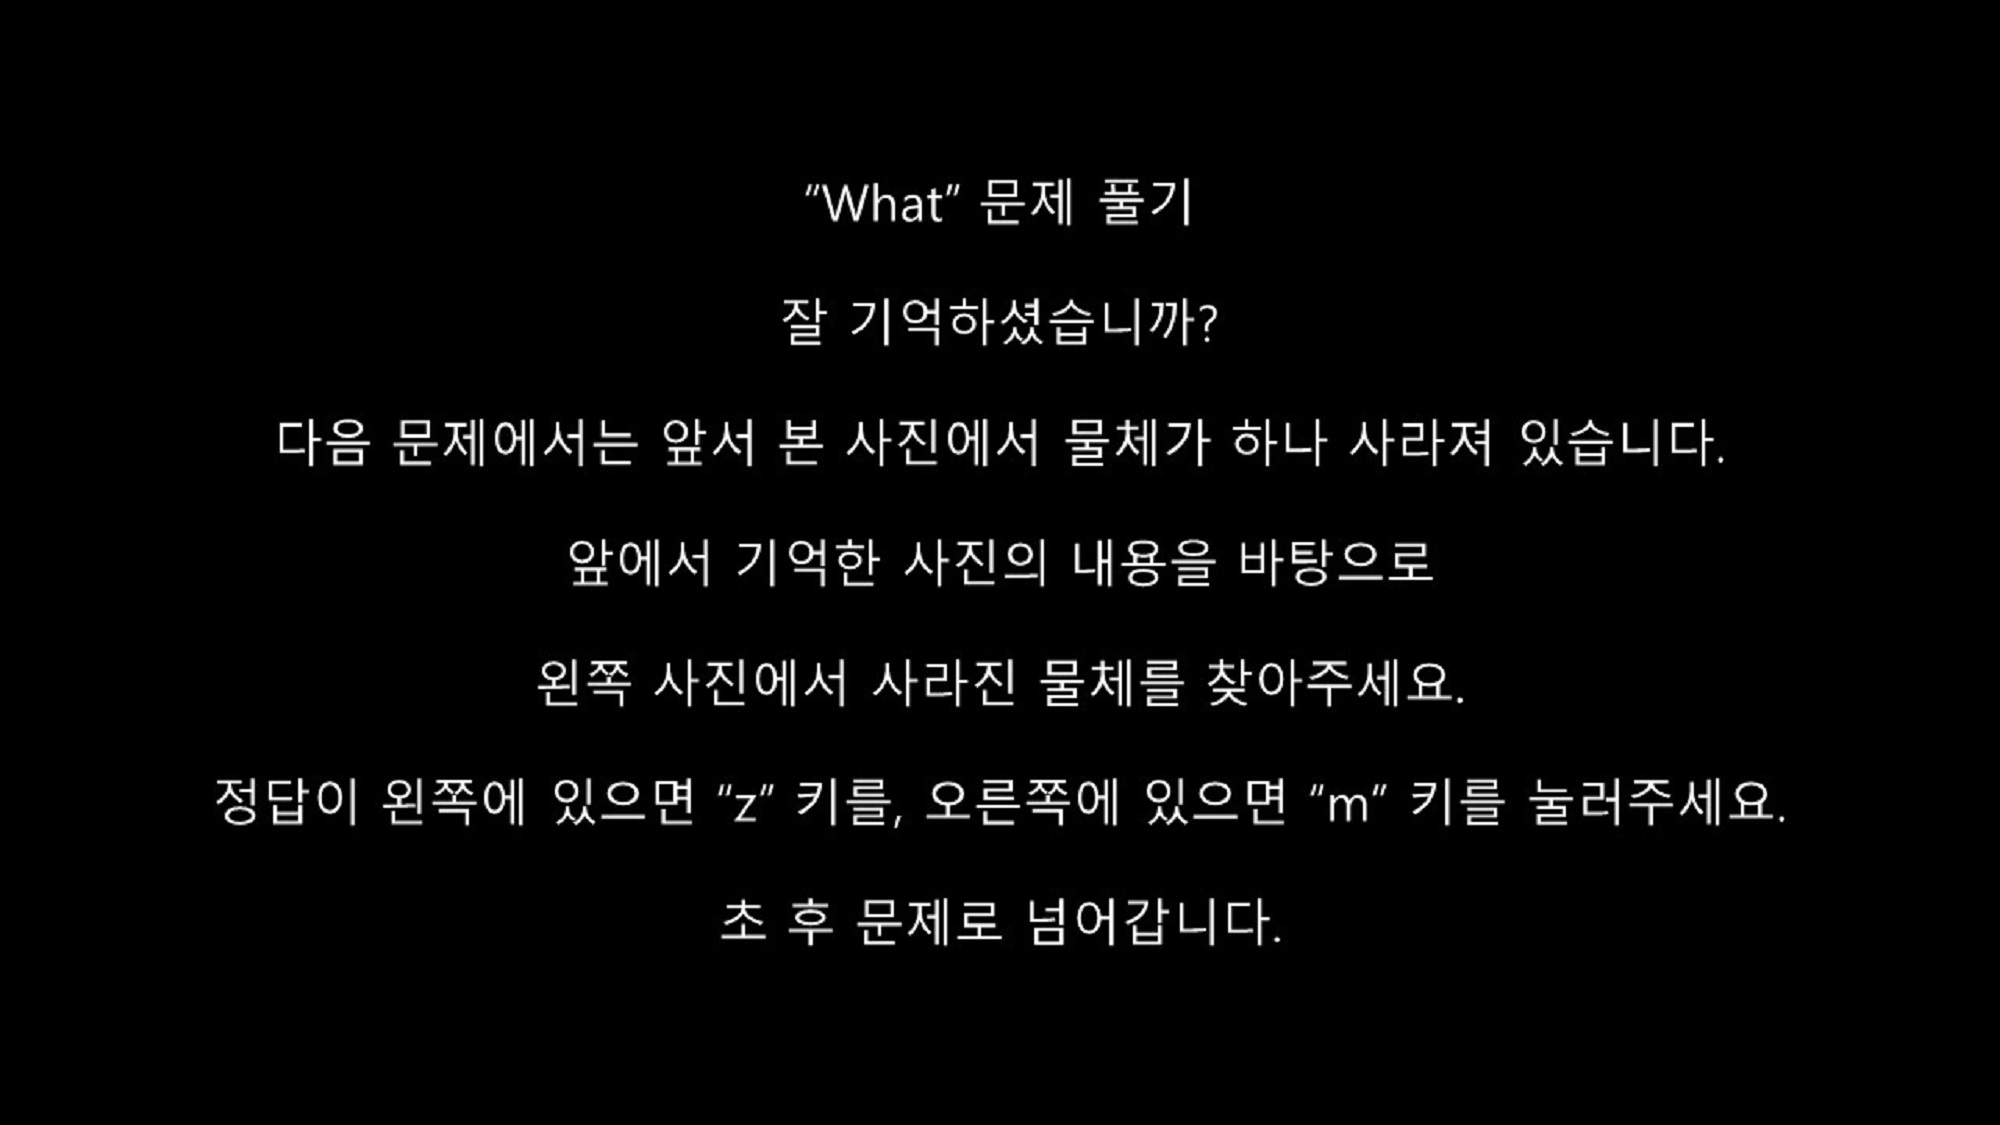 “What” 문제 풀기
잘 기억하셨습니까?
다음 문제에서는 앞서 본 사진에서 물체가 하나 사라져 있습니다.
앞에서 기억한 사진의 내용을 바탕으로
왼쪽 사진에서 사라진 물체를 찾아주세요.
정답이 왼쪽에 있으면 “z” 키를, 오른쪽에 있으면 “m” 키를 눌러주세요.
초 후 문제로 넘어갑니다.